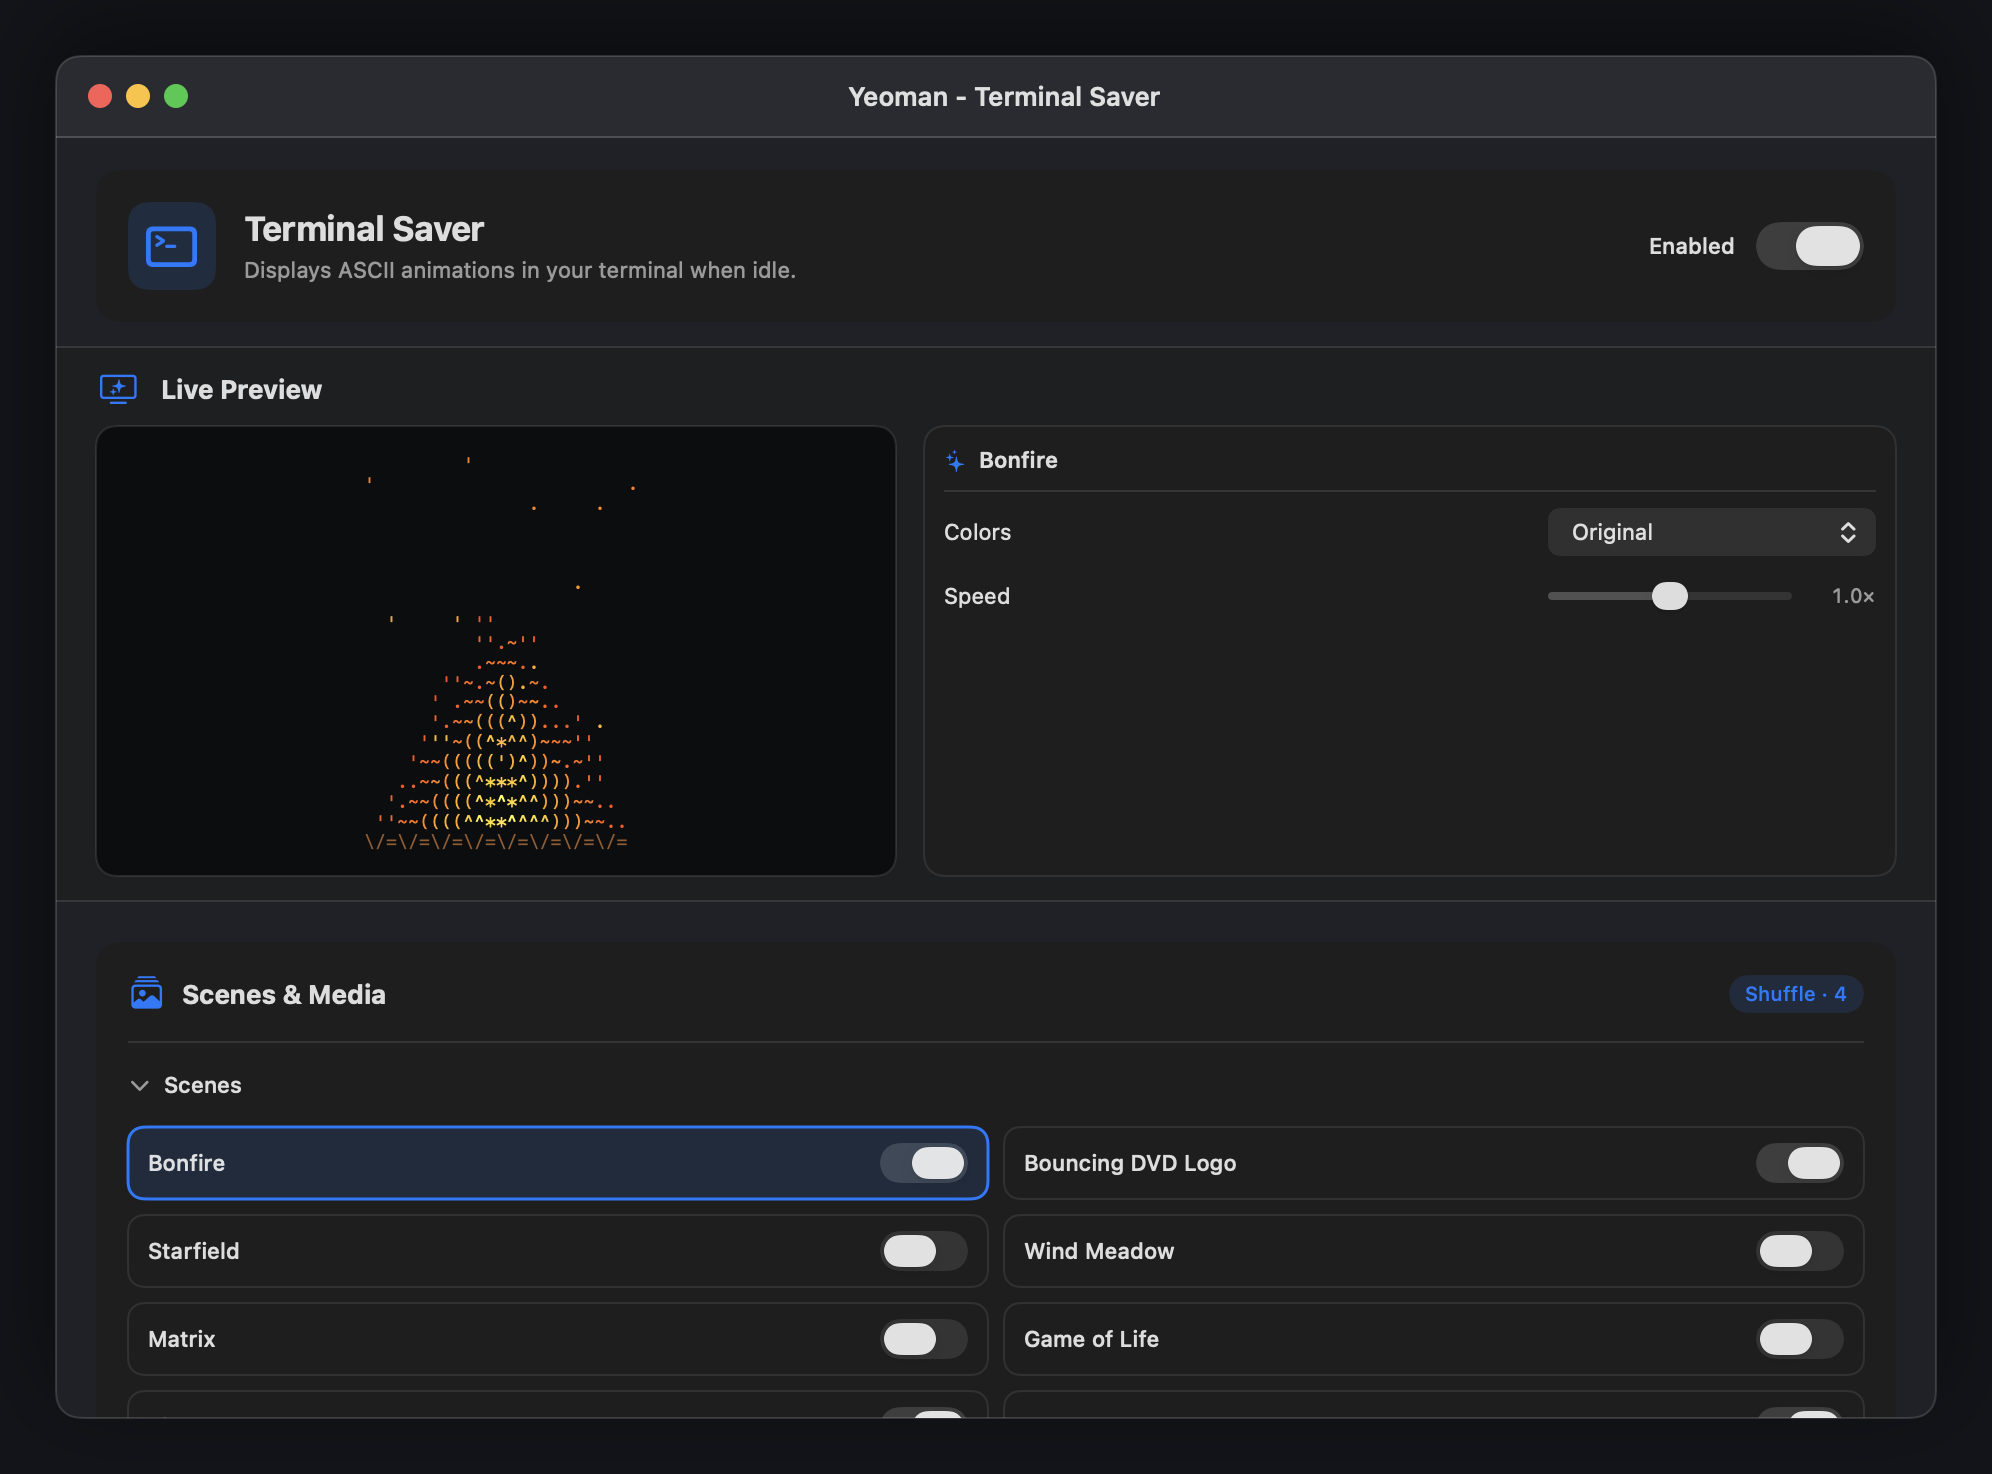 Yeoman - Terminal Saver
>_
Terminal Saver
Displays ASCII animations in your terminal when idle.
Enabled
Live Preview
'
'
.
. .
.
' ' ''
''.~''
.~~~..
''~.~().~.
' .~~(()~~..
'.~~(((^))...' .
'''~((^*^^)~~~''
'~~(((((')^))~.~''
..~~(((^***^)))).''
'.~~((((^*^*^^)))~~..
''~~((((^^**^^^^)))~~..
\/=\/=\/=\/=\/=\/=\/=\/=
Bonfire
Colors
Original
Speed
1.0×
Scenes & Media
Shuffle · 4
Scenes
Bonfire
Bouncing DVD Logo
Starfield
Wind Meadow
Matrix
Game of Life